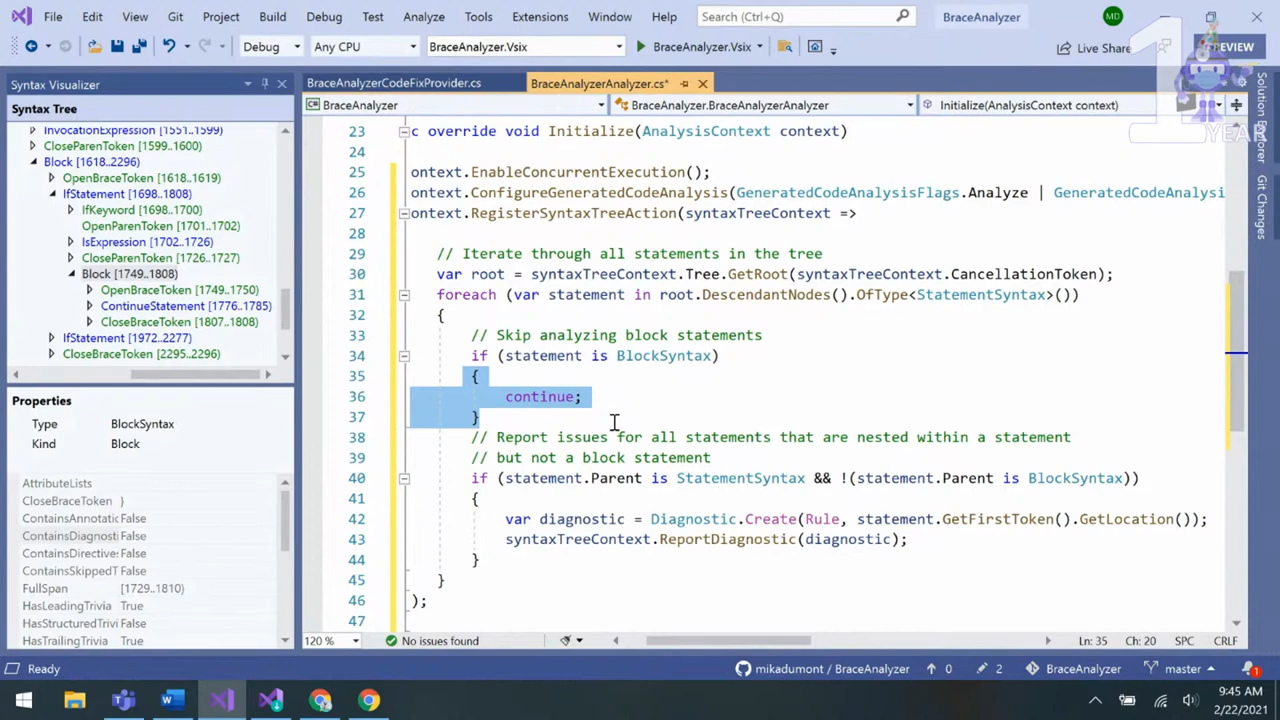 File Edit View Git Project Build Debug Test Analyze Tools Extensions Window Help Search (Ctrl+Q) BraceAnalyzer MD
Debug Any CPU BraceAnalyzer.Vsix BraceAnalyzer.Vsix Live Share PREVIEW
1 YEAR
Syntax Visualizer
Syntax Tree
InvocationExpression [1551..1599)
CloseParenToken [1599..1600)
Block [1618..2296)
OpenBraceToken [1618..1619)
IfStatement [1698..1808)
IfKeyword [1698..1700)
OpenParenToken [1701..1702)
IsExpression [1702..1726)
CloseParenToken [1726..1727)
Block [1749..1808)
OpenBraceToken [1749..1750)
ContinueStatement [1776..1785)
CloseBraceToken [1807..1808)
IfStatement [1972..2277)
CloseBraceToken [2295..2296)
Properties
Type BlockSyntax
Kind Block
AttributeLists
CloseBraceToken }
ContainsAnnotatic False
ContainsDiagnosti False
ContainsDirective: False
ContainsSkippedT False
FullSpan [1729..1810)
HasLeadingTrivia True
HasStructuredTrivi False
HasTrailingTrivia True
BraceAnalyzerCodeFixProvider.cs BraceAnalyzerAnalyzer.cs*
BraceAnalyzer BraceAnalyzer.BraceAnalyzerAnalyzer Initialize(AnalysisContext context)
23 c override void Initialize(AnalysisContext context)
24
25 ontext.EnableConcurrentExecution();
26 ontext.ConfigureGeneratedCodeAnalysis(GeneratedCodeAnalysisFlags.Analyze | GeneratedCodeAnalysi
27 ontext.RegisterSyntaxTreeAction(syntaxTreeContext =>
28
29 // Iterate through all statements in the tree
30 var root = syntaxTreeContext.Tree.GetRoot(syntaxTreeContext.CancellationToken);
31 foreach (var statement in root.DescendantNodes().OfType<StatementSyntax>())
32 {
33 // Skip analyzing block statements
34 if (statement is BlockSyntax)
35 {
36 continue;
37 }
38 // Report issues for all statements that are nested within a statement
39 // but not a block statement
40 if (statement.Parent is StatementSyntax && !(statement.Parent is BlockSyntax))
41 {
42 var diagnostic = Diagnostic.Create(Rule, statement.GetFirstToken().GetLocation());
43 syntaxTreeContext.ReportDiagnostic(diagnostic);
44 }
45 }
46 );
47
120 % No issues found Ln: 35 Ch: 20 SPC CRLF
Solution Explorer
Git Changes
Ready mikadumont / BraceAnalyzer 0 2 BraceAnalyzer master 1
9:45 AM
2/22/2021